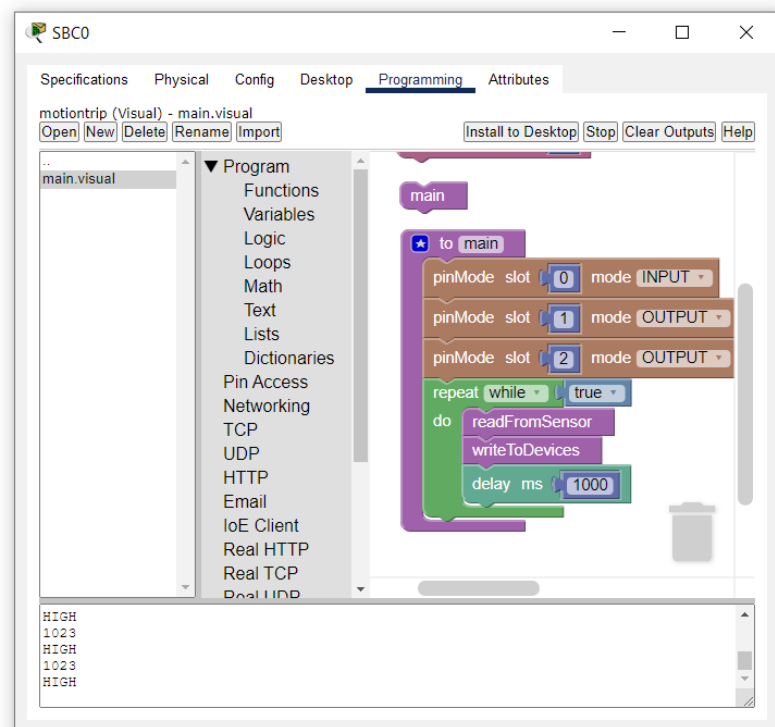 SBC0
Specifications Physical Config Desktop Programming Attributes
motiontrip (Visual) - main.visual
Open New Delete Rename Import Install to Desktop Stop Clear Outputs Help
..
main.visual
Program
Functions
Variables
Logic
Loops
Math
Text
Lists
Dictionaries
Pin Access
Networking
TCP
UDP
HTTP
Email
IoE Client
Real HTTP
Real TCP
Real UDP
main
to main
pinMode slot 0 mode INPUT
pinMode slot 1 mode OUTPUT
pinMode slot 2 mode OUTPUT
repeat while true
do readFromSensor
writeToDevices
delay ms 1000
HIGH
1023
HIGH
1023
HIGH